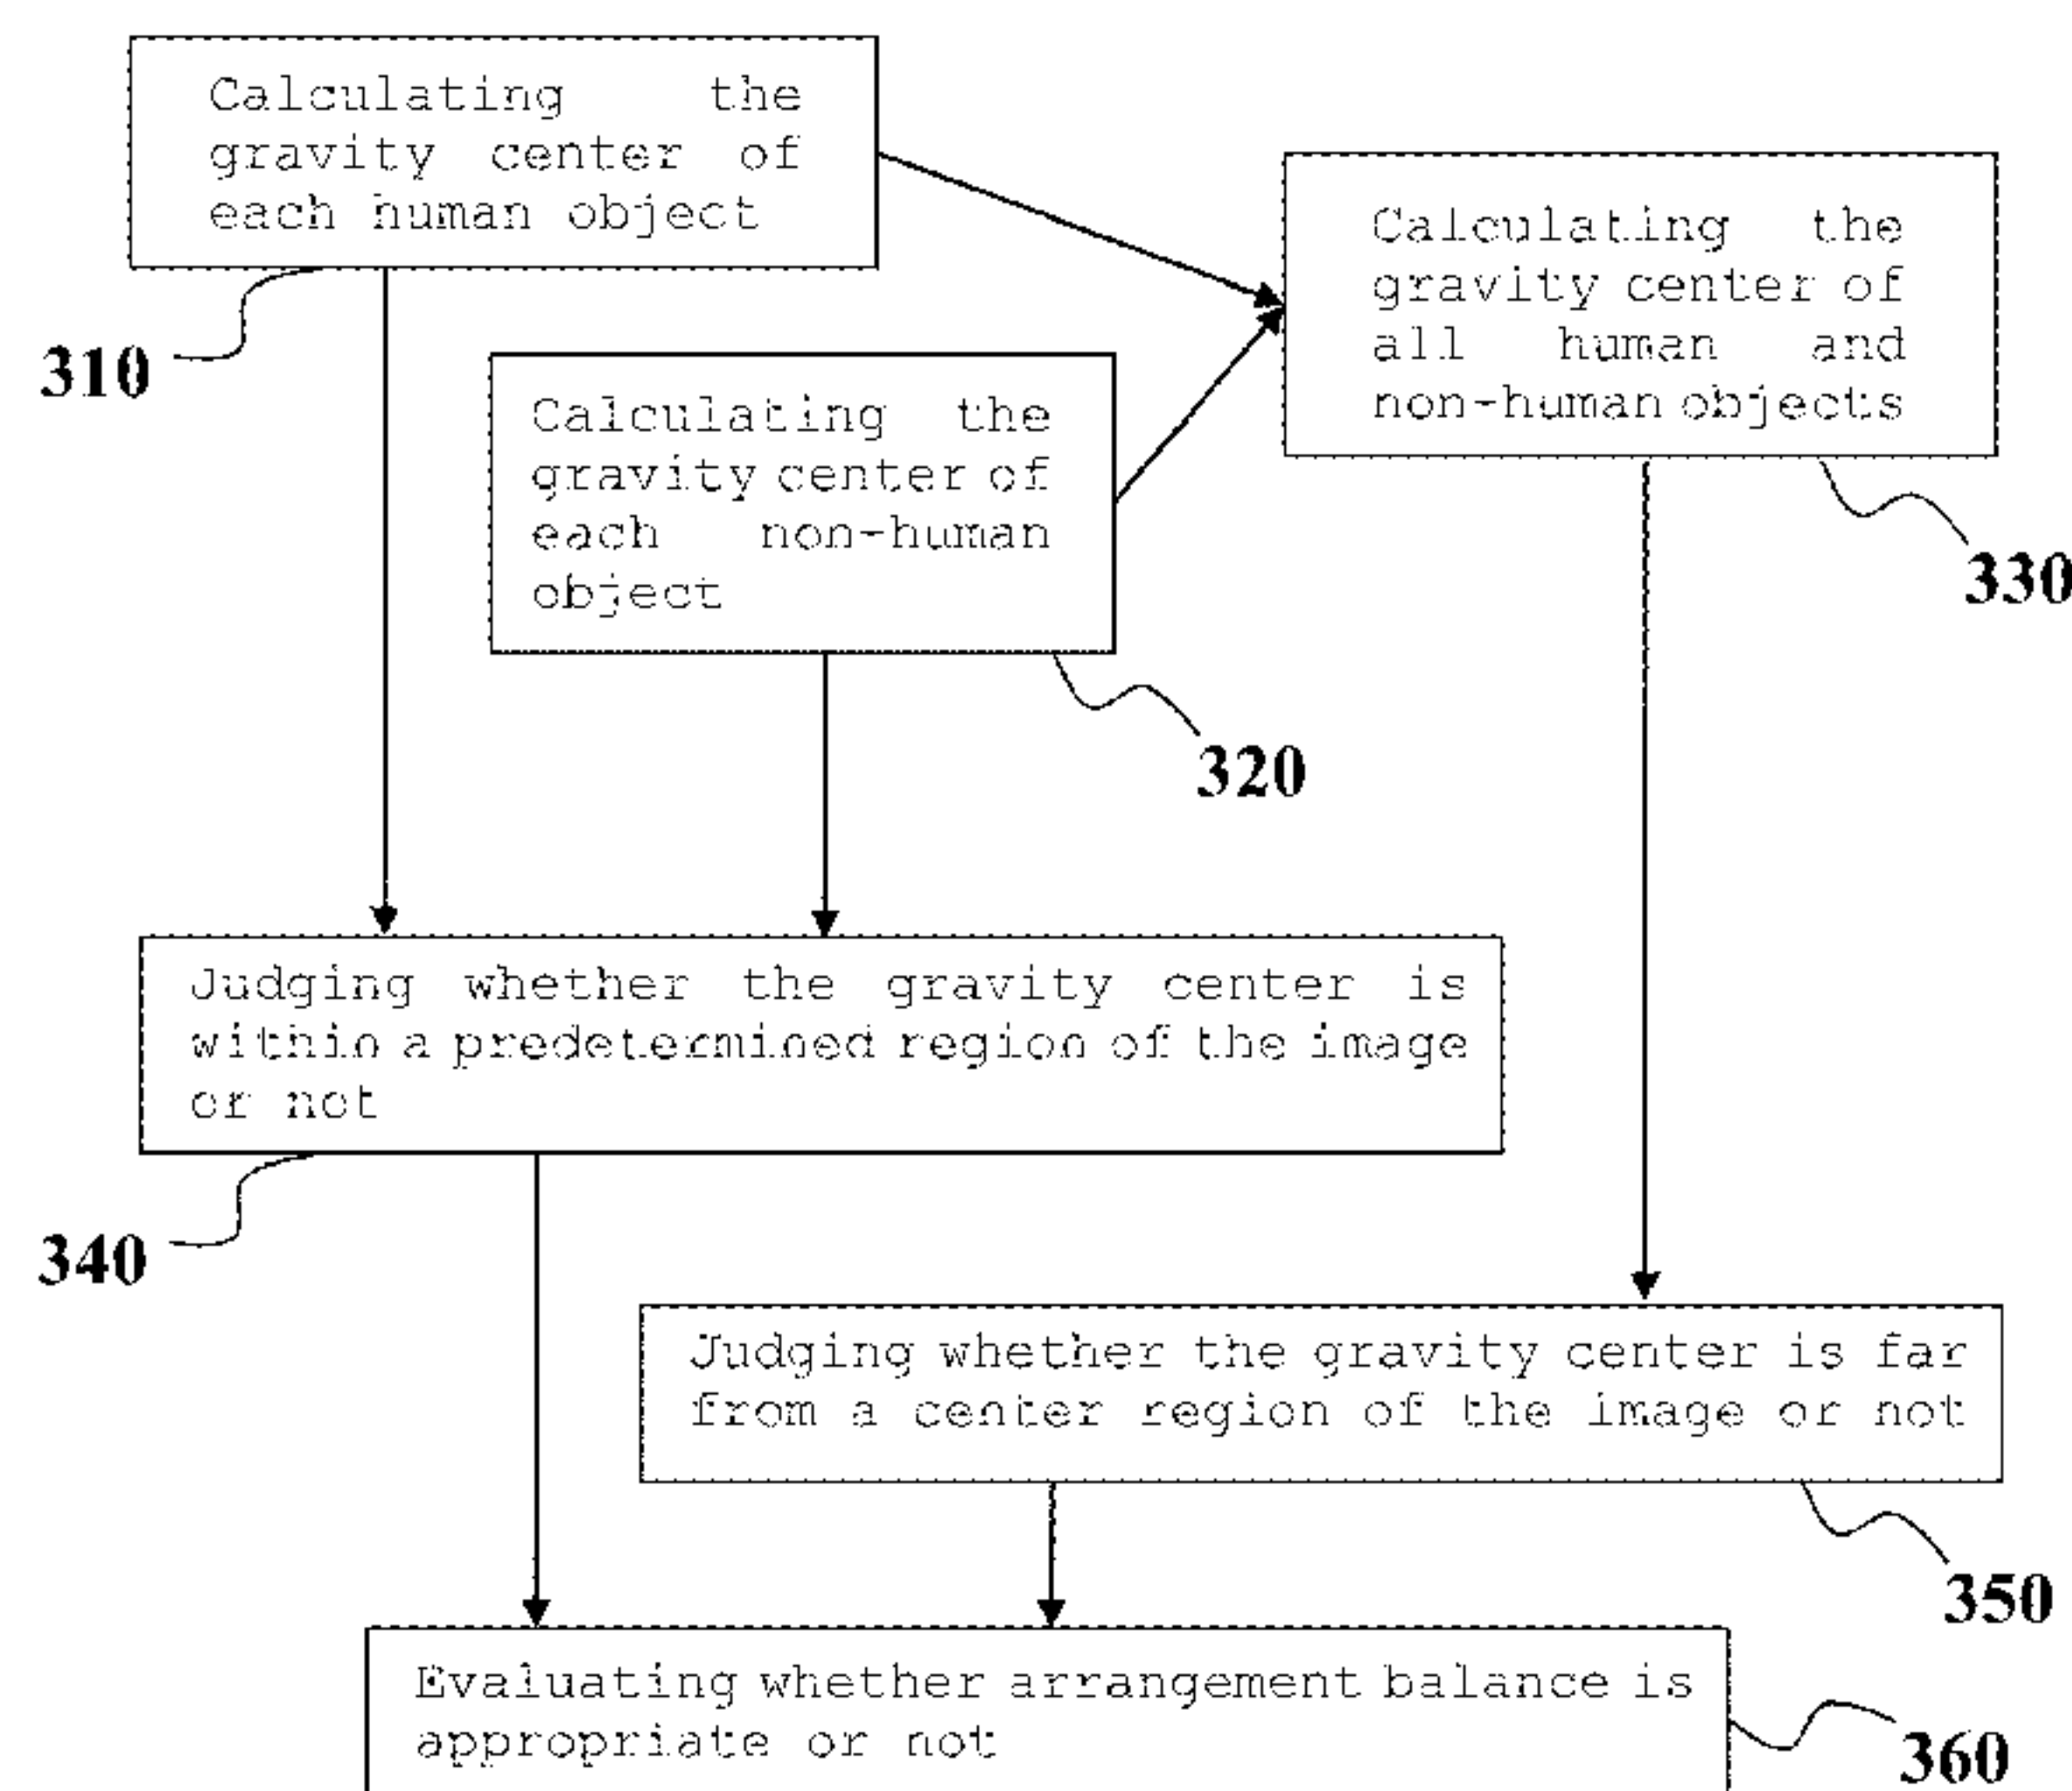 Calculating the
gravity center of
each human object
310
Calculating the
gravity center of
all human and
non-human objects
330
Calculating the
gravity center of
each non-human
object
320
Judging whether the gravity center is
within a predetermined region of the image
or not
340
Judging whether the gravity center is far
from a center region of the image or not
350
Evaluating whether arrangement balance is
appropriate or not
360